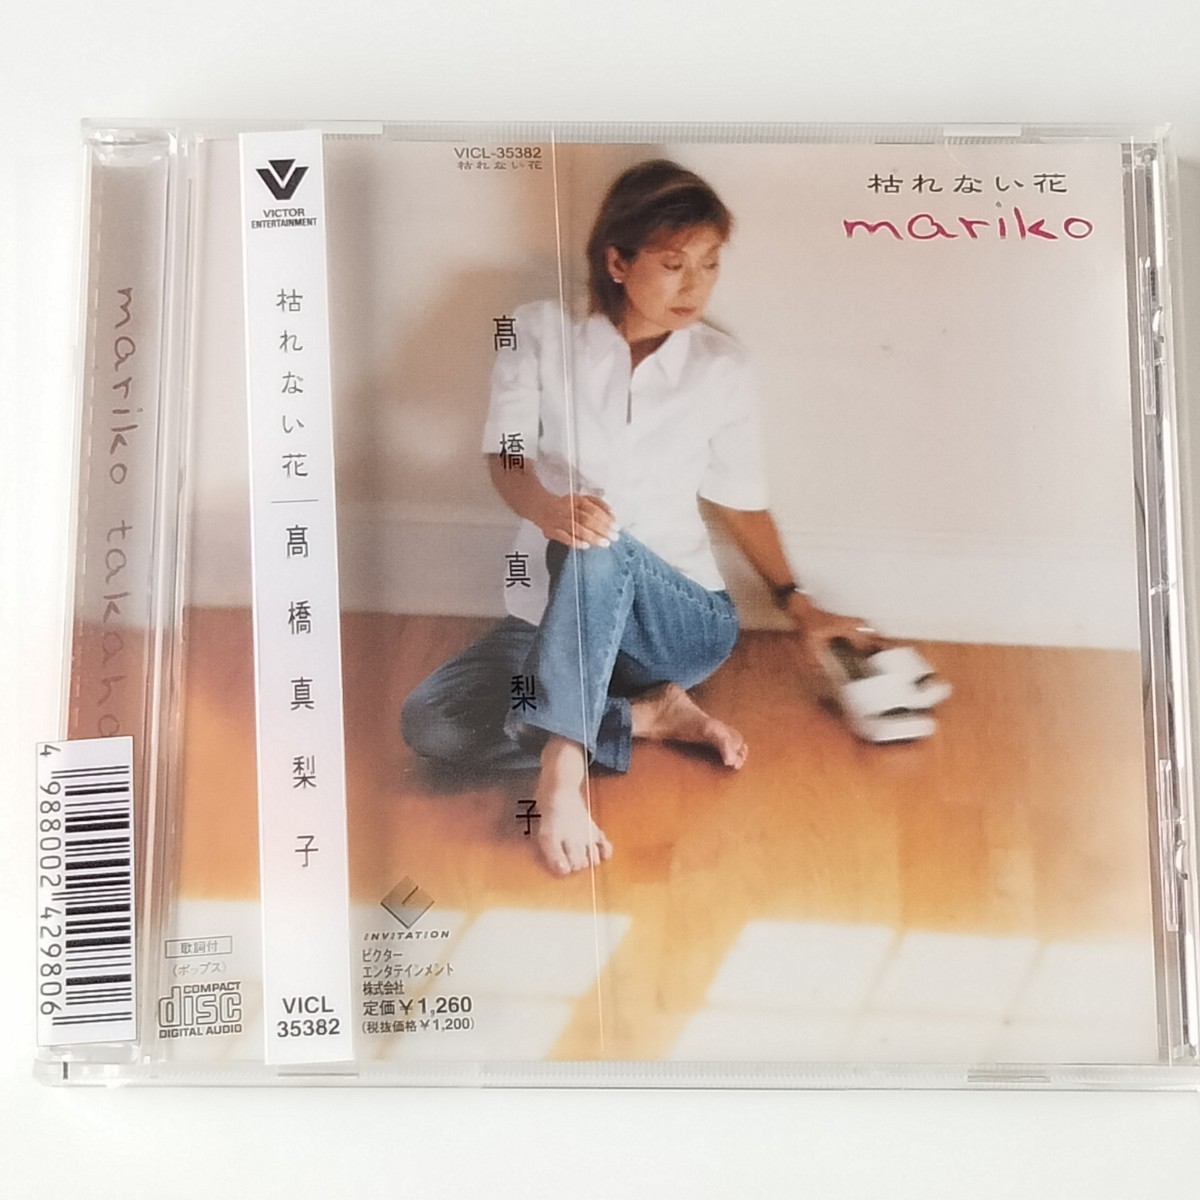 mariko takaho
4 988002 429806
VICTOR
ENTERTAINMENT
枯れない花
髙橋真梨子
VICL
35382
VICL-35382
枯れない花
枯れない花
mariko
髙橋真梨子
歌詞付
(ポップス)
COMPACT
disc
DIGITAL AUDIO
INVITATION
ビクター
エンタテインメント
株式会社
定価¥1,260
(税抜価格¥1,200)